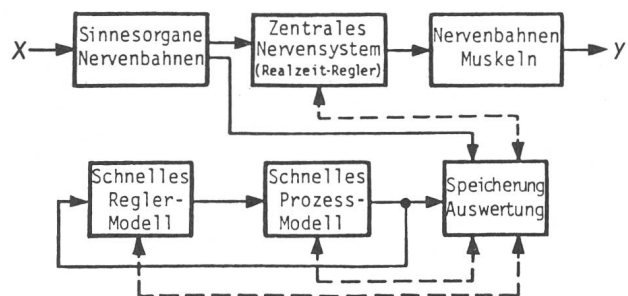 X
Sinnesorgane
Nervenbahnen
Zentrales
Nervensystem
(Realzeit-Regler)
Nervenbahnen
Muskeln
Y
Schnelles
Regler-
Modell
Schnelles
Prozess-
Modell
Speicherung
Auswertung